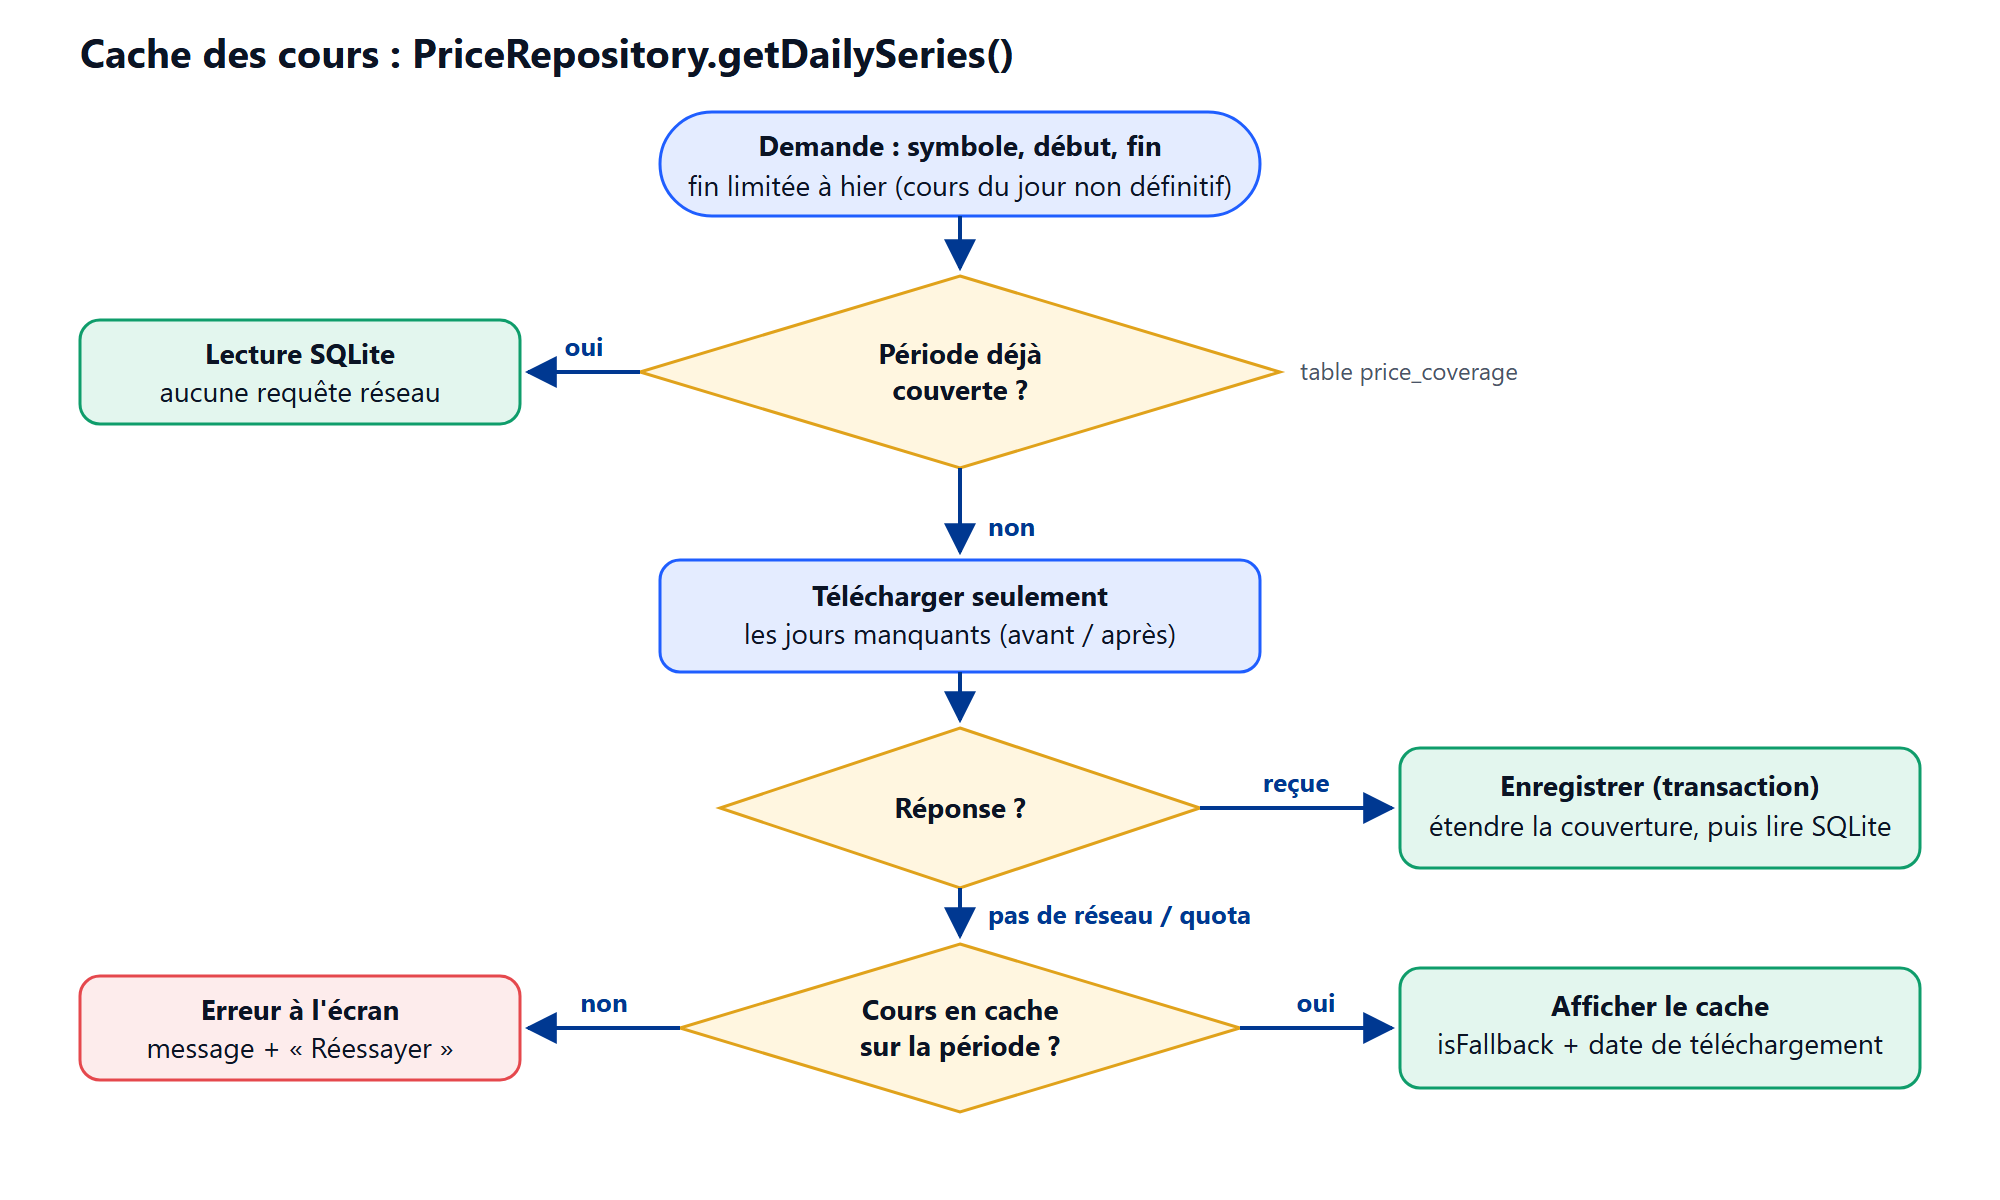 Cache des cours : PriceRepository.getDailySeries()
Demande : symbole, début, fin
fin limitée à hier (cours du jour non définitif)
Période déjà
couverte ?
table price_coverage
oui
Lecture SQLite
aucune requête réseau
non
Télécharger seulement
les jours manquants (avant / après)
Réponse ?
reçue
Enregistrer (transaction)
étendre la couverture, puis lire SQLite
pas de réseau / quota
Cours en cache
sur la période ?
non
Erreur à l'écran
message + « Réessayer »
oui
Afficher le cache
isFallback + date de téléchargement